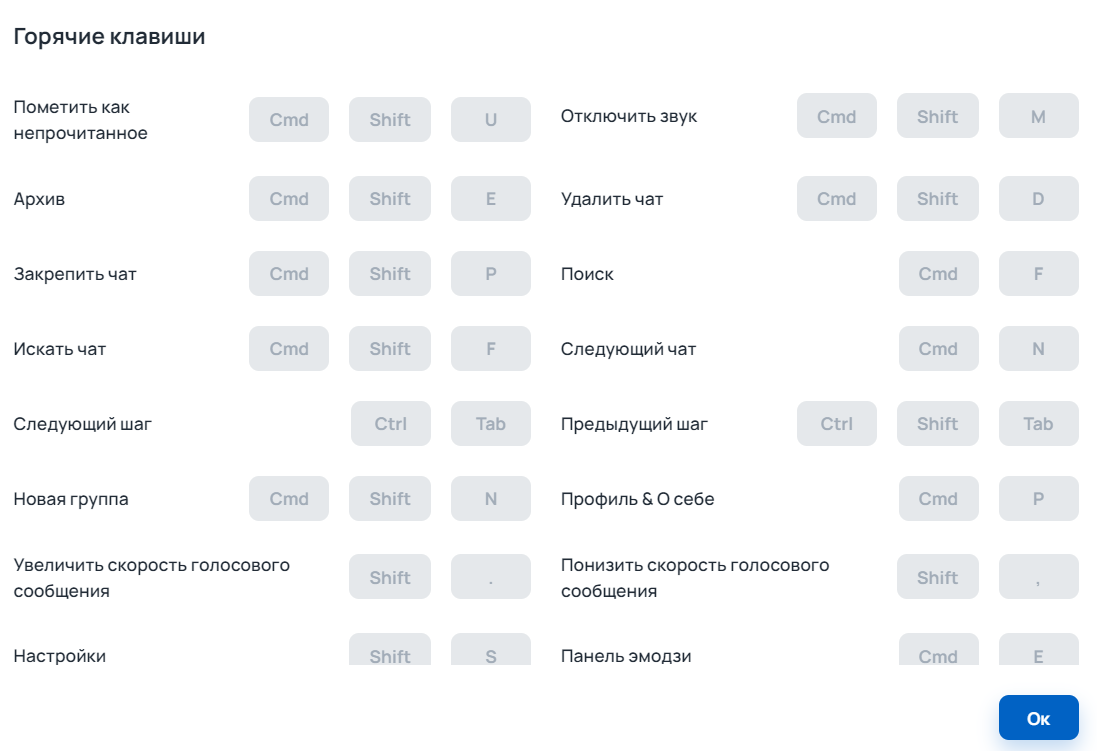 Горячие клавиши
Пометить как
непрочитанное
Cmd Shift U
Отключить звук Cmd Shift M
Архив Cmd Shift E
Удалить чат Cmd Shift D
Закрепить чат Cmd Shift P
Поиск Cmd F
Искать чат Cmd Shift F
Следующий чат Cmd N
Следующий шаг Ctrl Tab
Предыдущий шаг Ctrl Shift Tab
Новая группа Cmd Shift N
Профиль & О себе Cmd P
Увеличить скорость голосового
сообщения
Shift .
Понизить скорость голосового
сообщения
Shift ,
Настройки Shift S
Панель эмодзи Cmd E
Ок